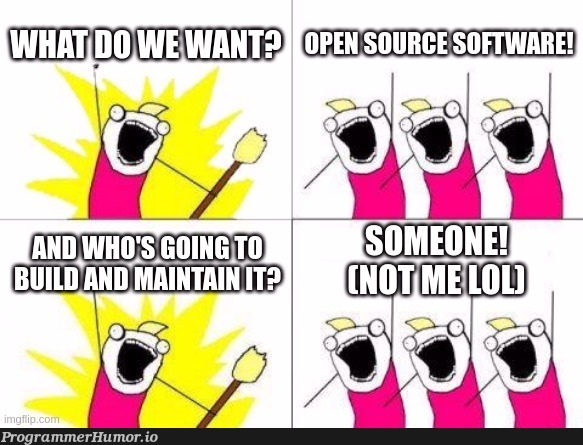 WHAT DO WE WANT?
OPEN SOURCE SOFTWARE!
AND WHO'S GOING TO
BUILD AND MAINTAIN IT?
SOMEONE!
(NOT ME LOL)
imgflip.com
ProgrammerHumor.io